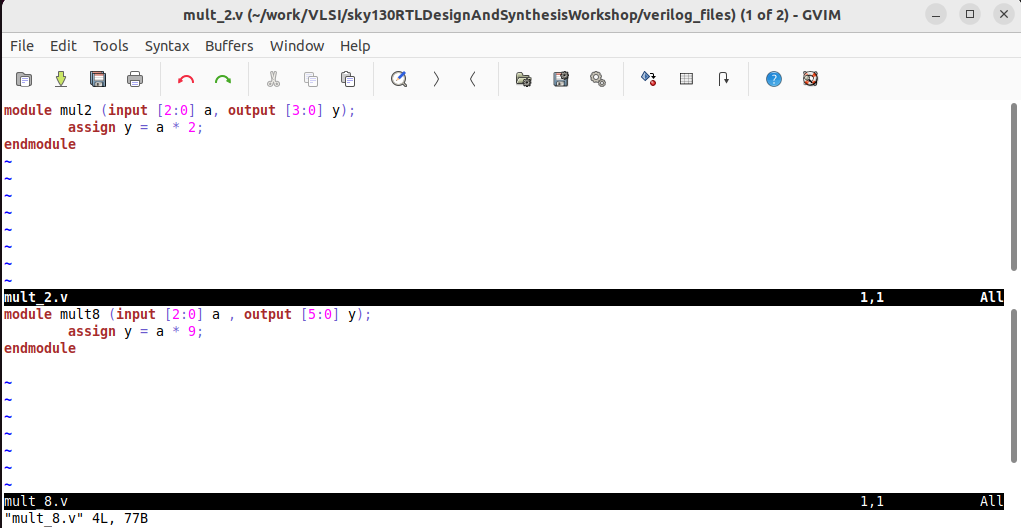 mult_2.v (~/work/VLSI/sky130RTLDesignAndSynthesisWorkshop/verilog_files) (1 of 2) - GVIM
File Edit Tools Syntax Buffers Window Help
module mul2 (input [2:0] a, output [3:0] y);
        assign y = a * 2;
endmodule
~
~
~
~
~
~
~
~
mult_2.v 1,1 All
module mult8 (input [2:0] a , output [5:0] y);
        assign y = a * 9;
endmodule

~
~
~
~
~
~
~
mult_8.v 1,1 All
"mult_8.v" 4L, 77B